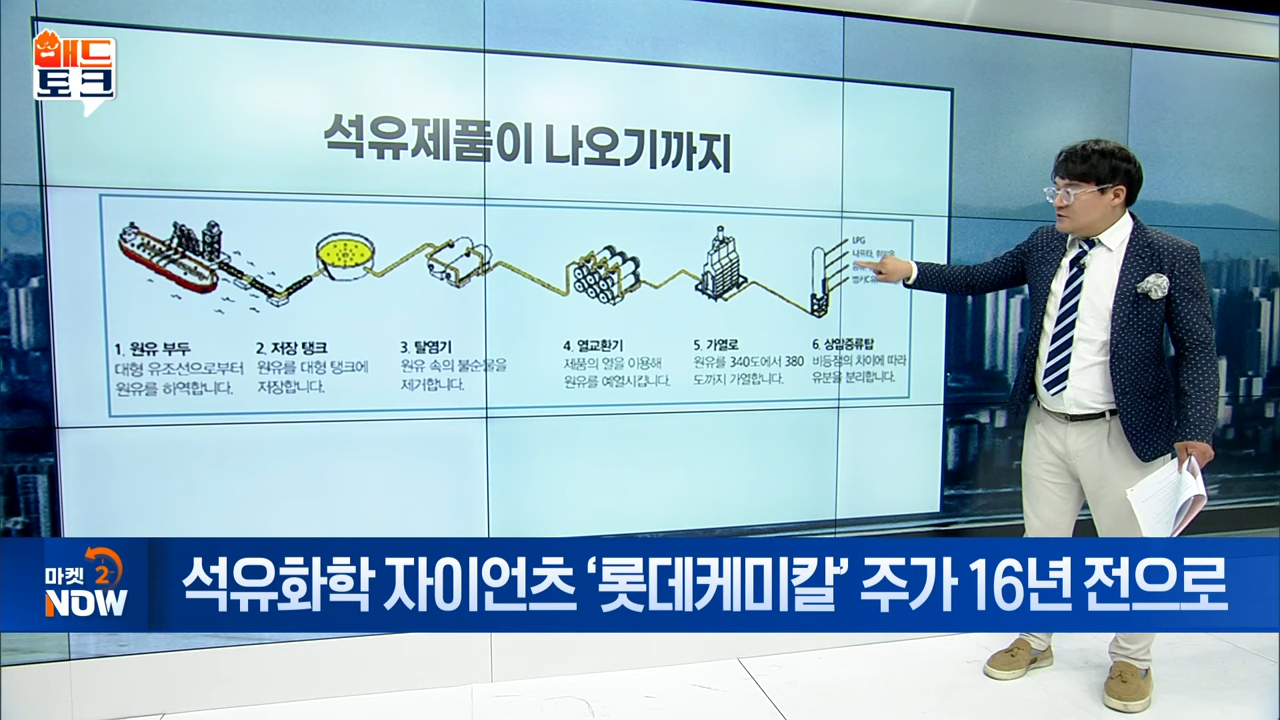 매드
토크
석유제품이 나오기까지
LPG
나프타,
1. 원유 부두
대형 유조선으로부터
원유를 하역합니다.
2. 저장 탱크
원유를 대형 탱크에
저장합니다.
3. 탈염기
원유 속의 불순물을
제거합니다.
4. 열교환기
제품의 열을 이용해
원유를 예열시킵니다.
5. 가열로
원유를 340도에서 380
도까지 가열합니다.
6. 상압증류탑
비등점의 차이에 따라
유분을 분리합니다.
마켓 2
NOW
석유화학 자이언츠 ‘롯데케미칼’ 주가 16년 전으로